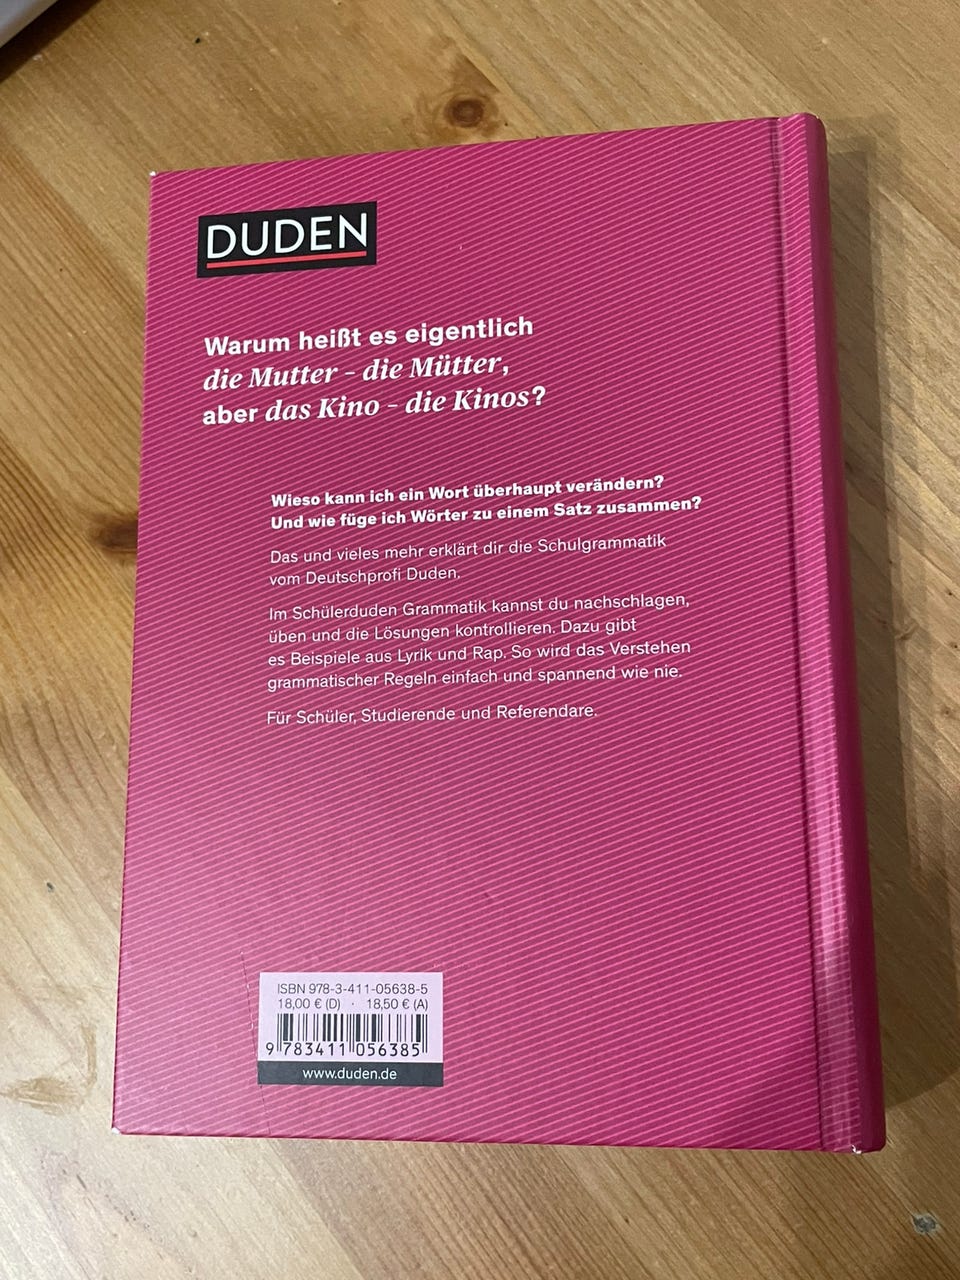 DUDEN
Warum heißt es eigentlich
die Mutter – die Mütter,
aber das Kino – die Kinos?
Wieso kann ich ein Wort überhaupt verändern?
Und wie füge ich Wörter zu einem Satz zusammen?
Das und vieles mehr erklärt dir die Schulgrammatik
vom Deutschprofi Duden.
Im Schülerduden Grammatik kannst du nachschlagen,
üben und die Lösungen kontrollieren. Dazu gibt
es Beispiele aus Lyrik und Rap. So wird das Verstehen
grammatischer Regeln einfach und spannend wie nie.
Für Schüler, Studierende und Referendare.
ISBN 978-3-411-05638-5
18,00 € (D) · 18,50 € (A)
9 783411 056385
www.duden.de